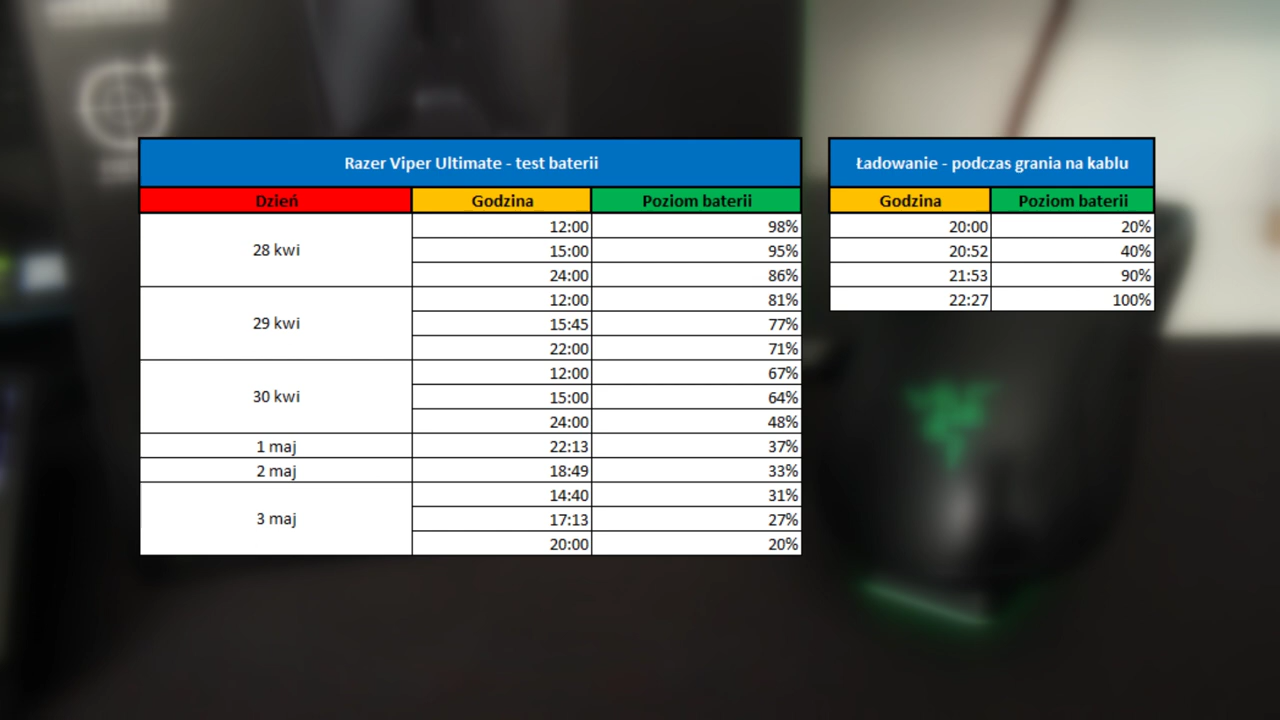 Razer Viper Ultimate - test baterii
Dzień Godzina Poziom baterii
28 kwi
12:00 98%
15:00 95%
24:00 86%
29 kwi
12:00 81%
15:45 77%
22:00 71%
30 kwi
12:00 67%
15:00 64%
24:00 48%
1 maj 22:13 37%
2 maj 18:49 33%
3 maj
14:40 31%
17:13 27%
20:00 20%
Ładowanie - podczas grania na kablu
Godzina Poziom baterii
20:00 20%
20:52 40%
21:53 90%
22:27 100%